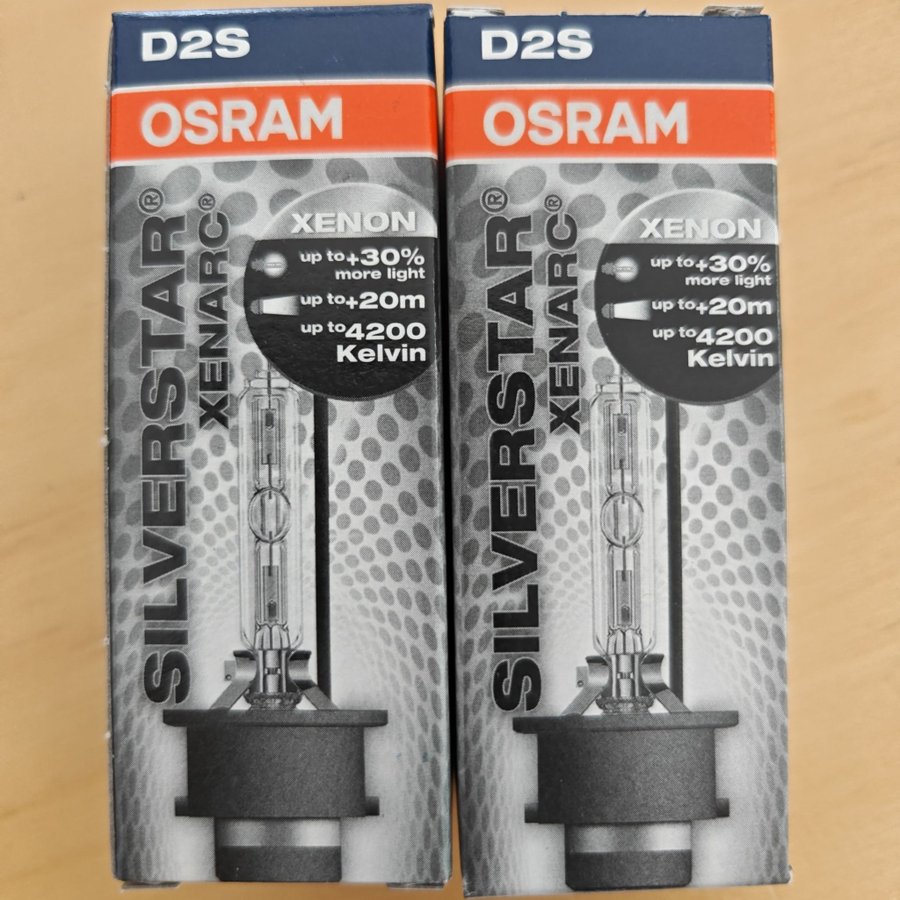 D2S
OSRAM
SILVERSTAR®
XENARC®
XENON
up to +30%
more light
up to +20m
up to 4200
Kelvin
D2S
OSRAM
SILVERSTAR®
XENARC®
XENON
up to +30%
more light
up to +20m
up to 4200
Kelvin